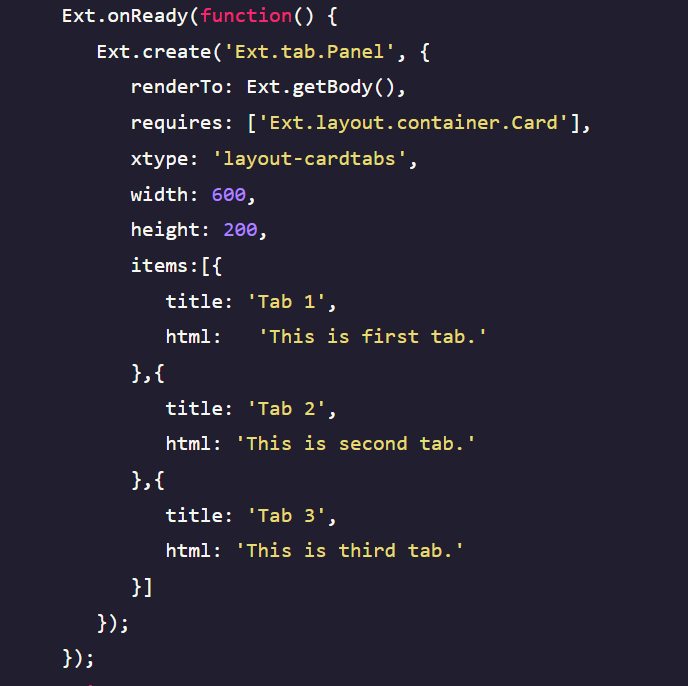 Ext.onReady(function() {
   Ext.create('Ext.tab.Panel', {
      renderTo: Ext.getBody(),
      requires: ['Ext.layout.container.Card'],
      xtype: 'layout-cardtabs',
      width: 600,
      height: 200,
      items:[{
         title: 'Tab 1',
         html:   'This is first tab.'
      },{
         title: 'Tab 2',
         html: 'This is second tab.'
      },{
         title: 'Tab 3',
         html: 'This is third tab.'
      }]
   });
});